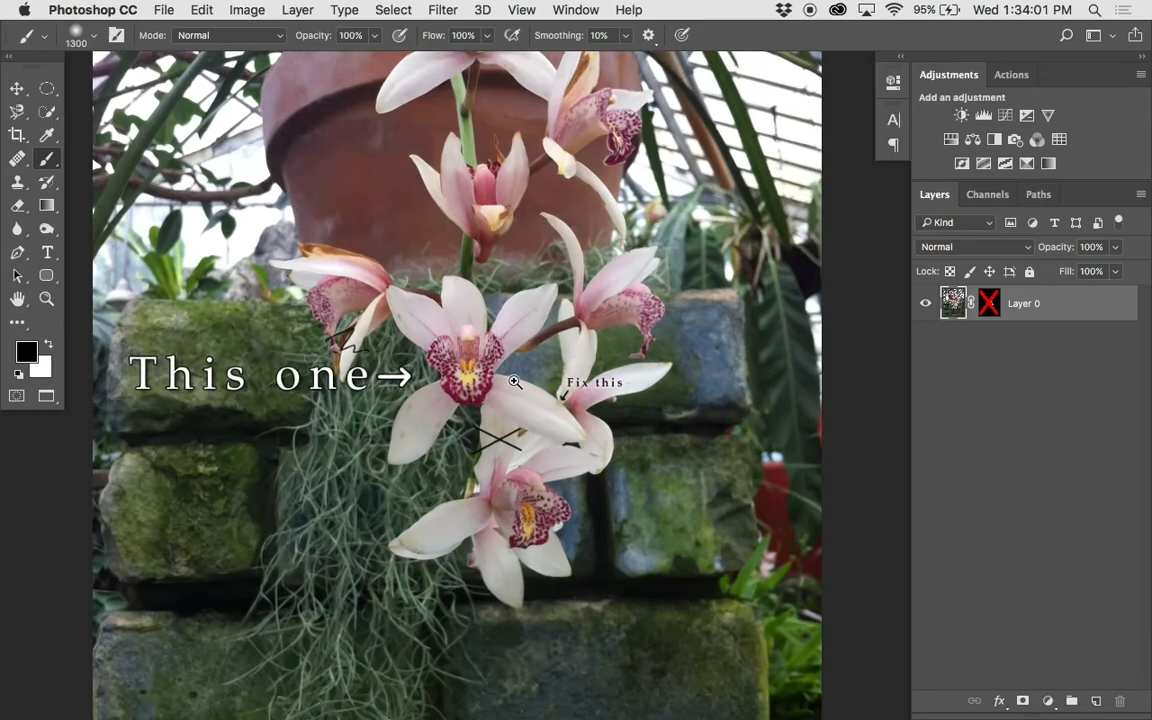 Photoshop CC File Edit Image Layer Type Select Filter 3D View Window Help 95% Wed 1:34:01 PM
1300 Mode: Normal Opacity: 100% Flow: 100% Smoothing: 10%
Adjustments Actions
Add an adjustment
Layers Channels Paths
Kind
Normal Opacity: 100%
Lock: Fill: 100%
Layer 0
This one→
Fix this